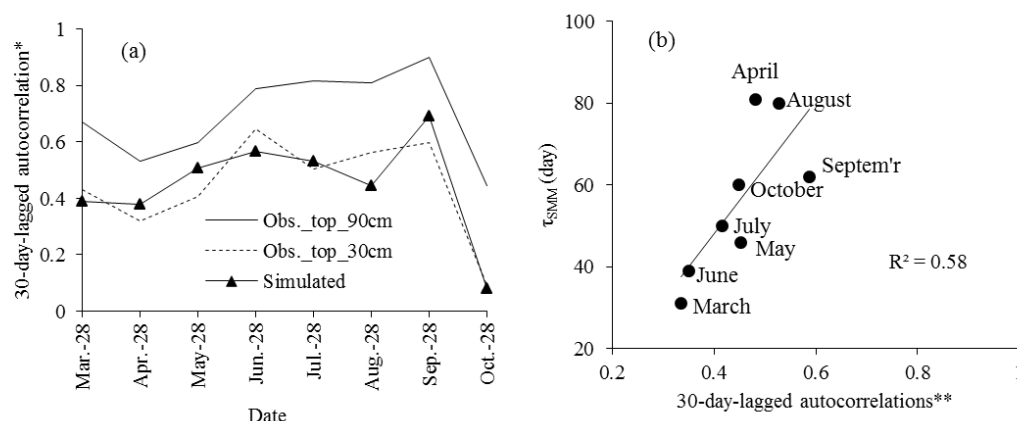 (a)
30-day-lagged autocorrelation*
1
0.8
0.6
0.4
0.2
0
Obs._top_90cm
Obs._top_30cm
Simulated
Mar.-28
Apr.-28
May-28
Jun.-28
Jul.-28
Aug.-28
Sep.-28
Oct.-28
Date
(b)
τSMM (day)
100
80
60
40
20
April
August
Septem'r
October
July
May
June
March
R² = 0.58
0.2
0.4
0.6
0.8
1
30-day-lagged autocorrelations**